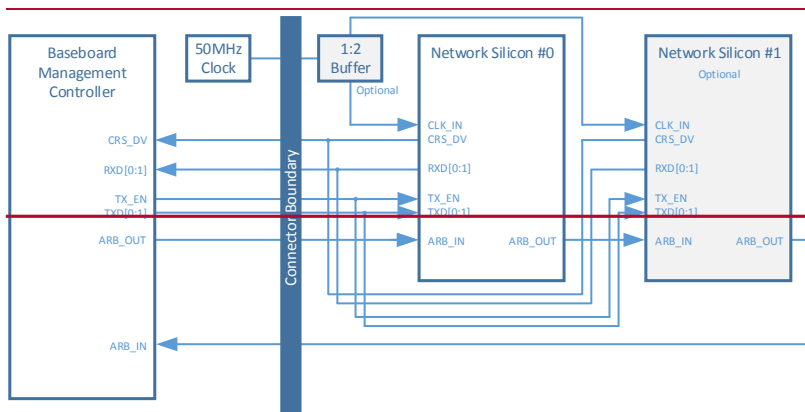 Baseboard
Management
Controller
CRS_DV
RXD[0:1]
TX_EN
TXD[0:1]
ARB_OUT
ARB_IN
50MHz
Clock
Connector Boundary
1:2
Buffer
Optional
Network Silicon #0
CLK_IN
CRS_DV
RXD[0:1]
TX_EN
TXD[0:1]
ARB_IN
ARB_OUT
Network Silicon #1
Optional
CLK_IN
CRS_DV
RXD[0:1]
TX_EN
TXD[0:1]
ARB_IN
ARB_OUT